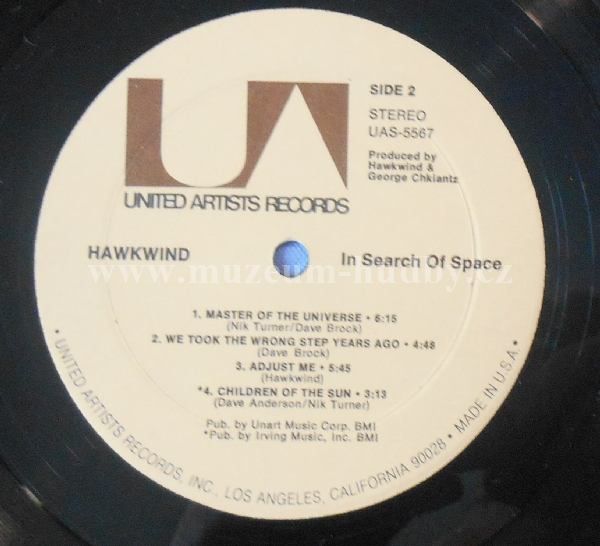 UA
SIDE 2
STEREO
UAS-5567
Produced by
Hawkwind &
George Chkiantz
UNITED ARTISTS RECORDS
HAWKWIND
In Search Of Space
www.muzeum-hudby.cz
1. MASTER OF THE UNIVERSE • 6:15
(Nik Turner/Dave Brock)
2. WE TOOK THE WRONG STEP YEARS AGO • 4:48
(Dave Brock)
3. ADJUST ME • 5:45
(Hawkwind)
*4. CHILDREN OF THE SUN • 3:13
(Dave Anderson/Nik Turner)
Pub. by Unart Music Corp. BMI
*Pub. by Irving Music, Inc. BMI
• UNITED ARTISTS RECORDS, INC., LOS ANGELES, CALIFORNIA 90028 • MADE IN U.S.A. •